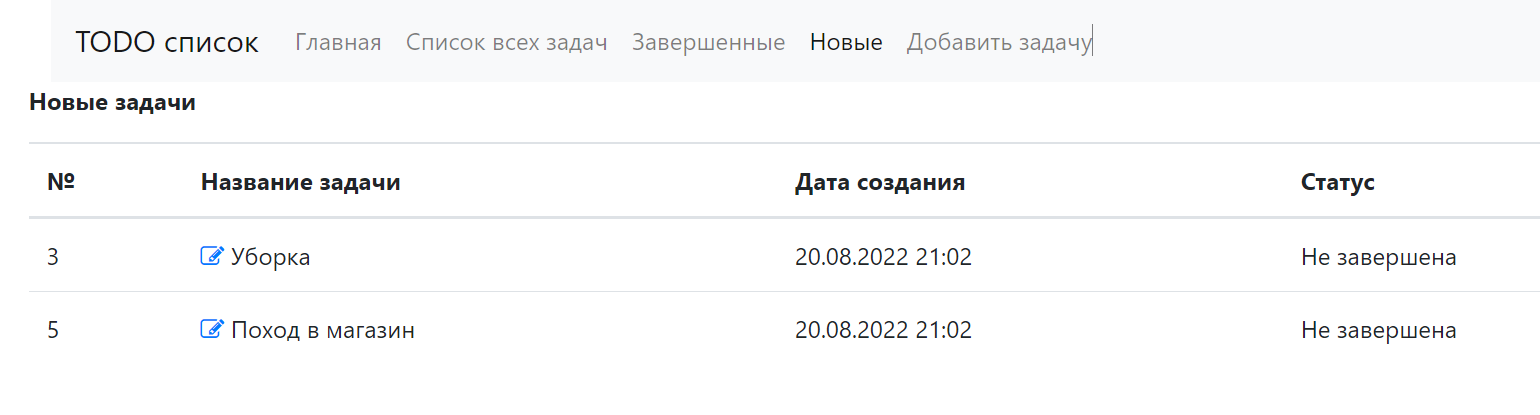 TODO список Главная Список всех задач Завершенные Новые Добавить задачу
Новые задачи
№ Название задачи Дата создания Статус
3 Уборка 20.08.2022 21:02 Не завершена
5 Поход в магазин 20.08.2022 21:02 Не завершена